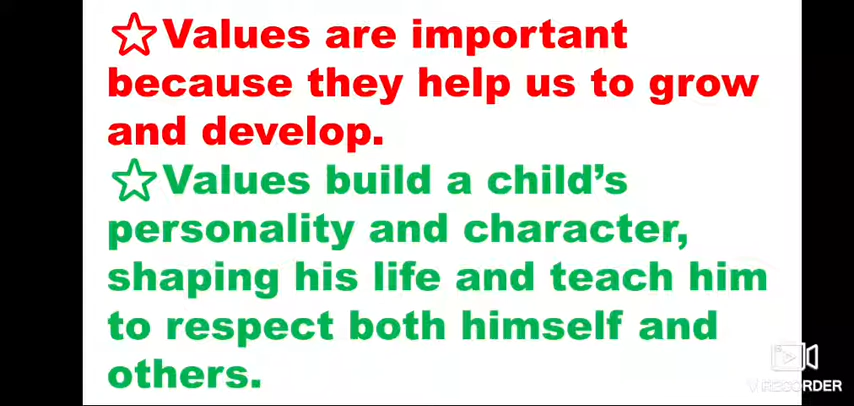 ☆Values are important
because they help us to grow
and develop.
☆Values build a child’s
personality and character,
shaping his life and teach him
to respect both himself and
others.
V RECORDER